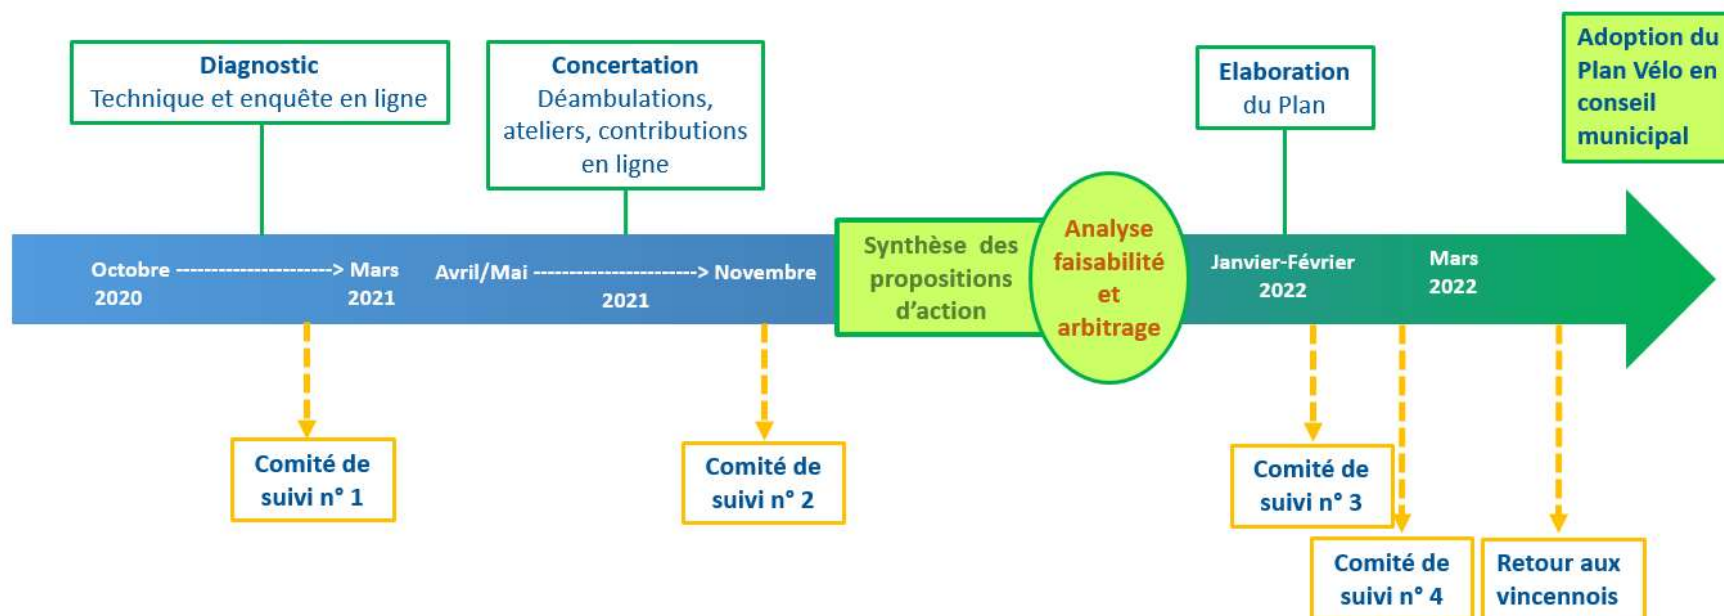 Diagnostic
Technique et enquête en ligne
Concertation
Déambulations,
ateliers, contributions
en ligne
Elaboration
du Plan
Adoption du
Plan Vélo en
conseil
municipal
Octobre ----------------------> Mars
2020
2021
Avril/Mai -----------------------> Novembre
2021
Synthèse des
propositions
d’action
Analyse
faisabilité
et
arbitrage
Janvier-Février
2022
Mars
2022
Comité de
suivi n° 1
Comité de
suivi n° 2
Comité de
suivi n° 3
Comité de
suivi n° 4
Retour aux
vincennois